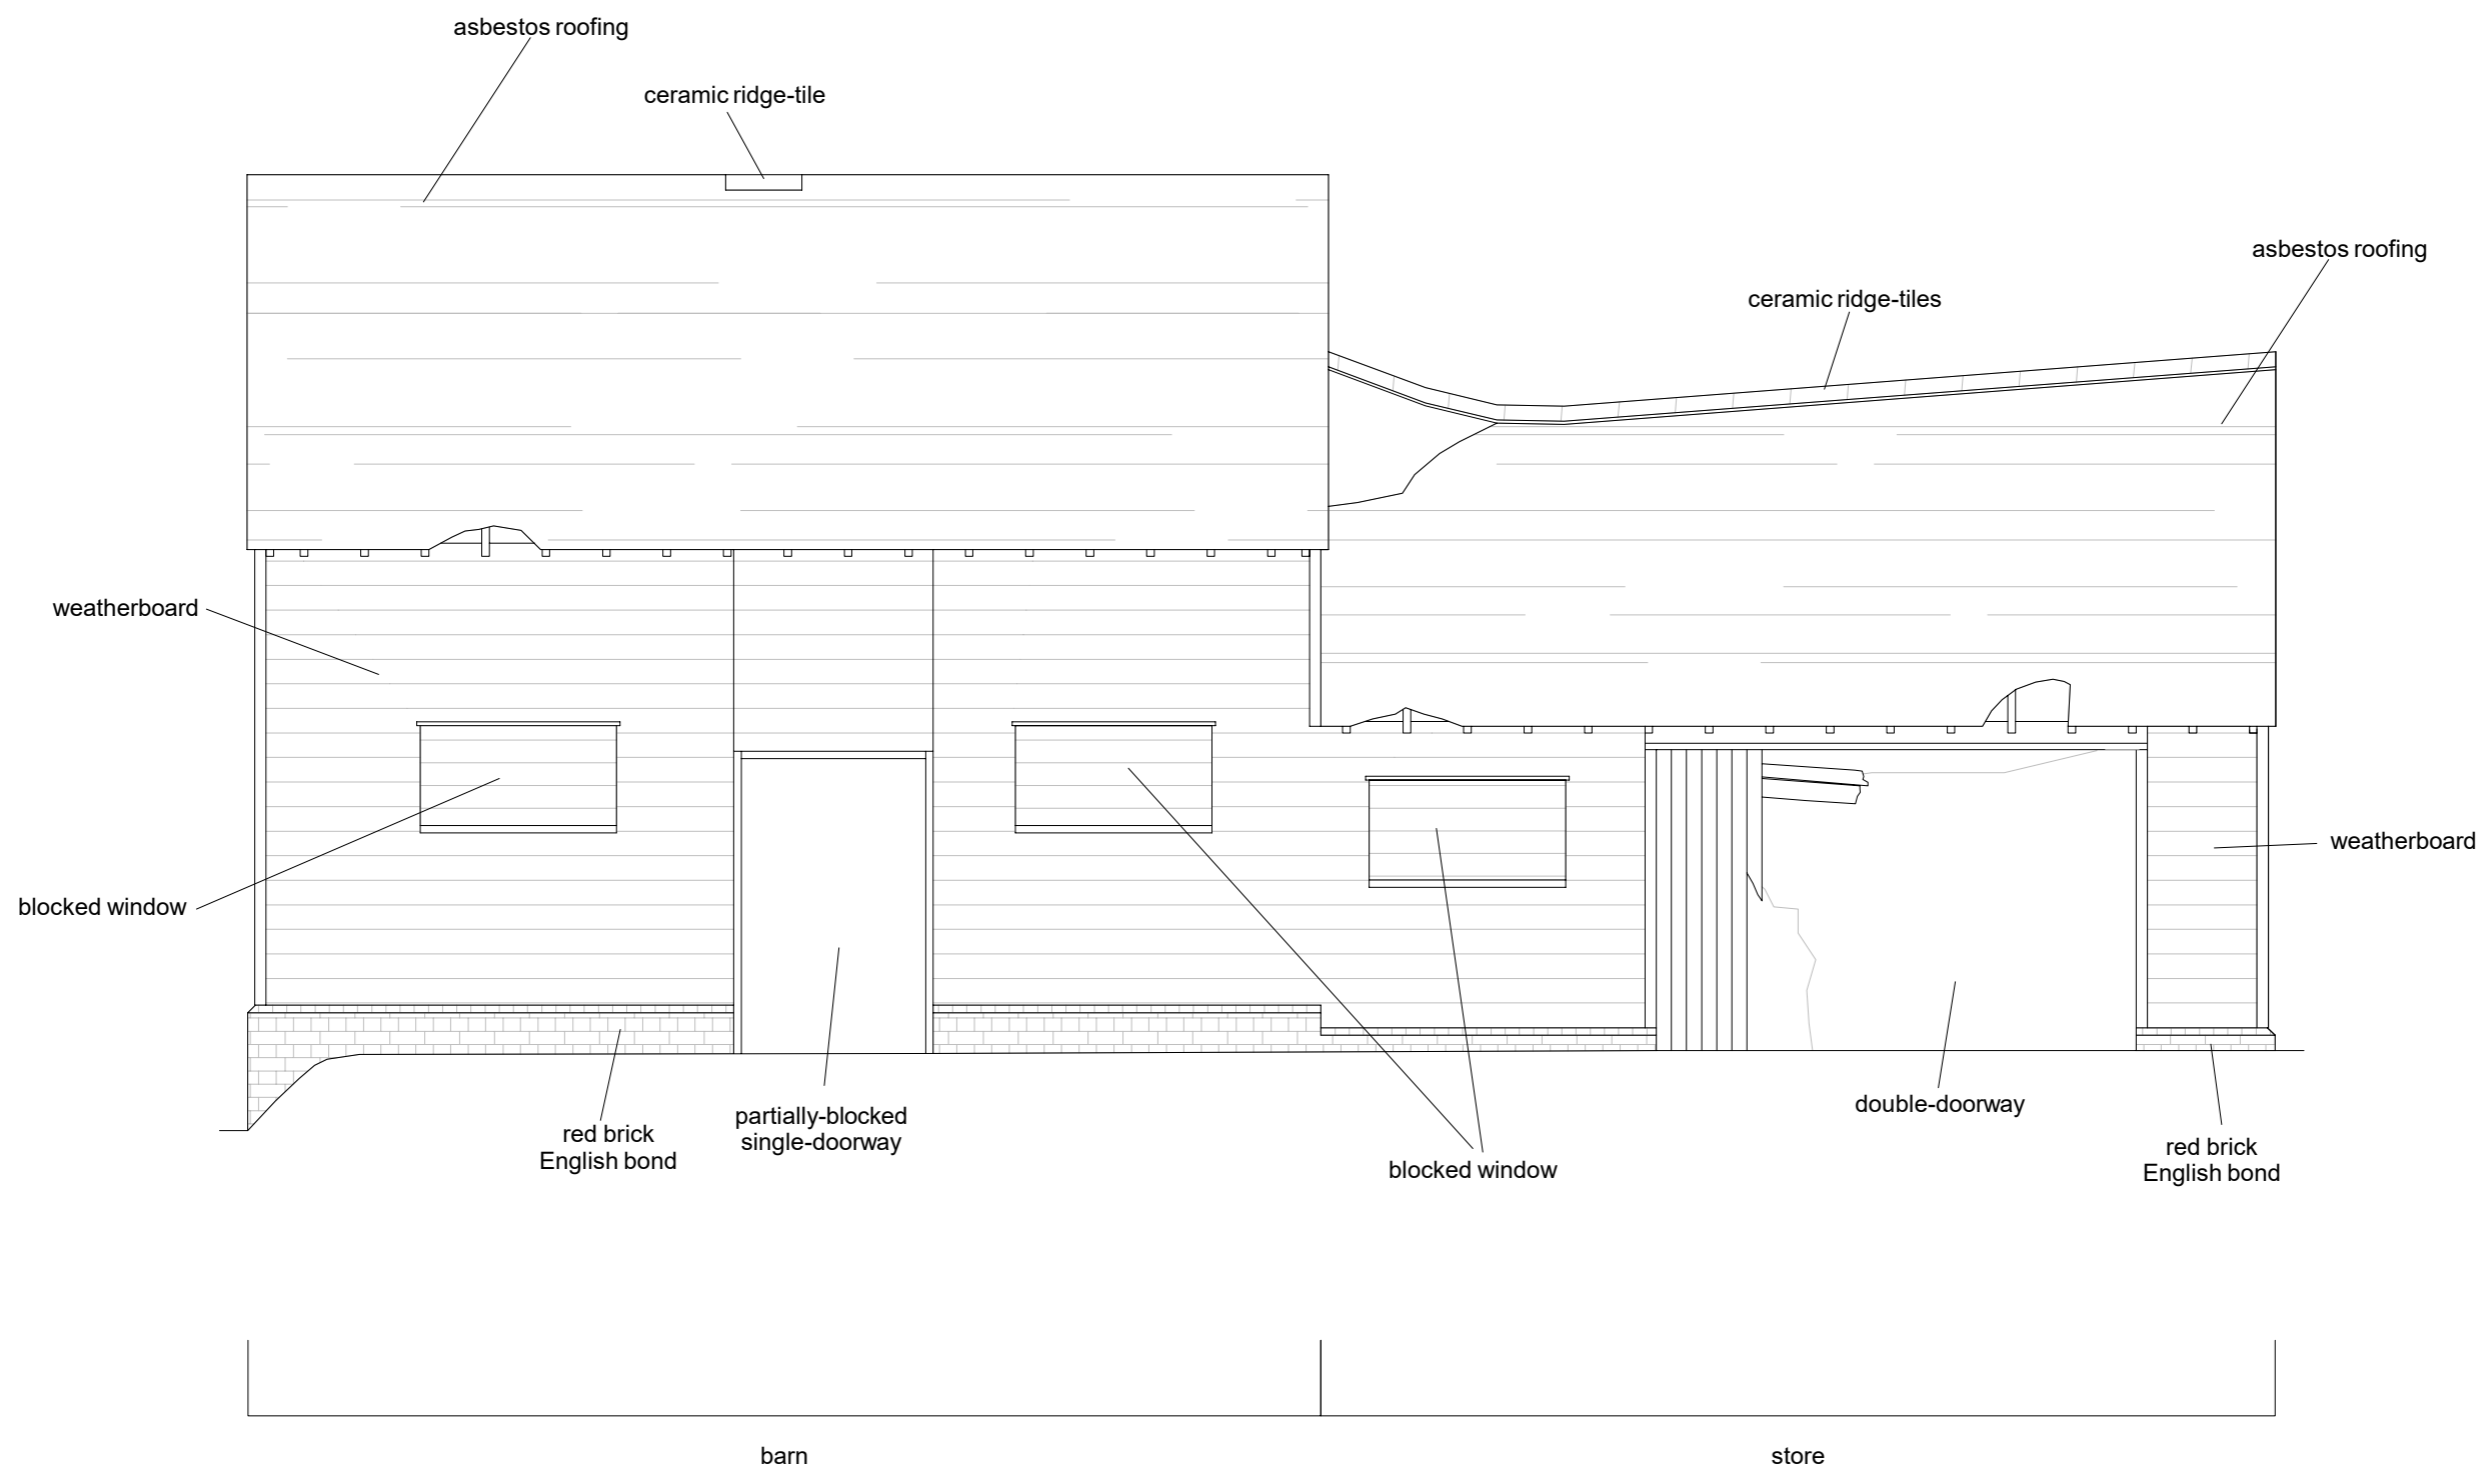 asbestos roofing
ceramic ridge-tile
asbestos roofing
ceramic ridge-tiles
weatherboard
weatherboard
blocked window
double-doorway
partially-blocked
single-doorway
red brick
English bond
red brick
English bond
blocked window
barn
store